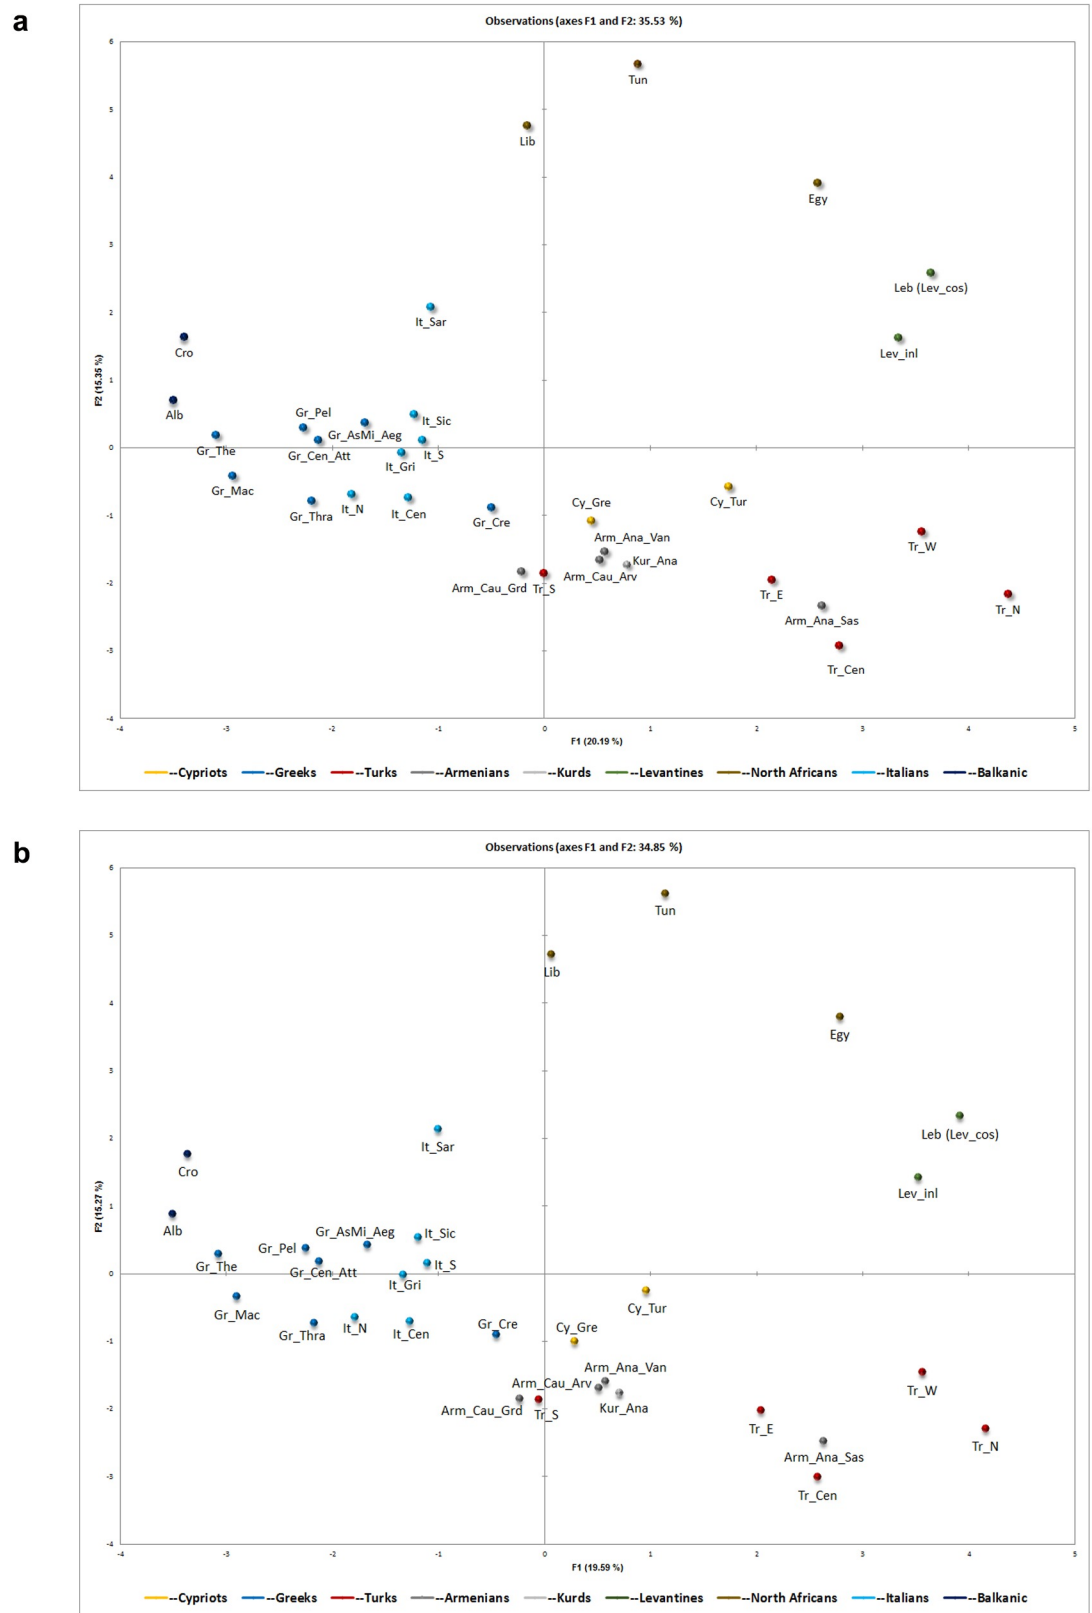 a
Observations (axes F1 and F2: 35.53 %)
6
Tun
5
Lib
4
Egy
3
Leb (Lev_cos)
2
It_Sar
Lev_inl
Cro
F2 (15.35 %)
1
Alb
Gr_Pel
It_Sic
Gr_AsMi_Aeg
0
Gr_The
Gr_Cen_Att
It_S
It_Gri
Gr_Mac
Cy_Tur
Gr_Thra
It_N
It_Cen
Gr_Cre
Cy_Gre
-1
Arm_Ana_Van
Tr_W
Kur_Ana
Arm_Cau_Arv
-2
Arm_Cau_Grd
Tr_S
Tr_E
Tr_N
Arm_Ana_Sas
Tr_Cen
-3
-4
-4 -3 -2 -1 0 1 2 3 4 5
F1 (20.19 %)
--Cypriots --Greeks --Turks --Armenians --Kurds --Levantines --North Africans --Italians --Balkanic
b
Observations (axes F1 and F2: 34.85 %)
6
Tun
5
Lib
4
Egy
3
Leb (Lev_cos)
2
It_Sar
Cro
Lev_inl
F2 (15.27 %)
1
Alb
Gr_AsMi_Aeg
It_Sic
Gr_Pel
It_S
Gr_The
Gr_Cen_Att
0
It_Gri
Cy_Tur
Gr_Mac
Gr_Thra
It_N
It_Cen
Gr_Cre
Cy_Gre
-1
Arm_Ana_Van
Arm_Cau_Arv
Tr_W
Kur_Ana
-2
Arm_Cau_Grd
Tr_S
Tr_E
Tr_N
Arm_Ana_Sas
-3
Tr_Cen
-4
-4 -3 -2 -1 0 1 2 3 4 5
F1 (19.59 %)
--Cypriots --Greeks --Turks --Armenians --Kurds --Levantines --North Africans --Italians --Balkanic